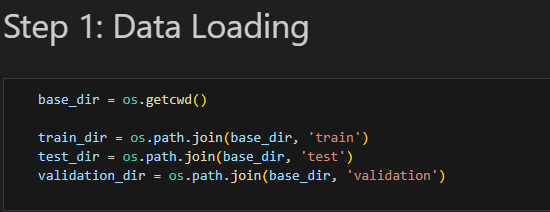 Step 1: Data Loading
base_dir = os.getcwd()
train_dir = os.path.join(base_dir, 'train')
test_dir = os.path.join(base_dir, 'test')
validation_dir = os.path.join(base_dir, 'validation')